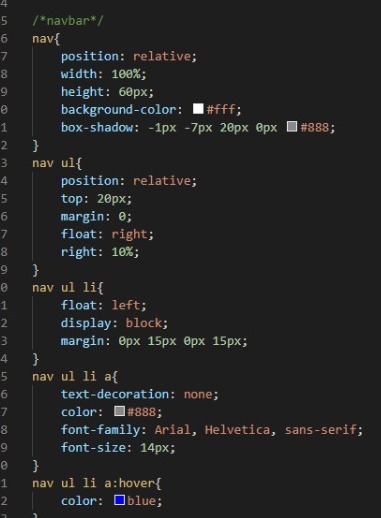 4
5 /*navbar*/
6 nav{
7 position: relative;
8 width: 100%;
9 height: 60px;
0 background-color: #fff;
1 box-shadow: -1px -7px 20px 0px #888;
2 }
3 nav ul{
4 position: relative;
5 top: 20px;
6 margin: 0;
7 float: right;
8 right: 10%;
9 }
0 nav ul li{
1 float: left;
2 display: block;
3 margin: 0px 15px 0px 15px;
4 }
5 nav ul li a{
6 text-decoration: none;
7 color: #888;
8 font-family: Arial, Helvetica, sans-serif;
9 font-size: 14px;
0 }
1 nav ul li a:hover{
2 color: blue;
3 }